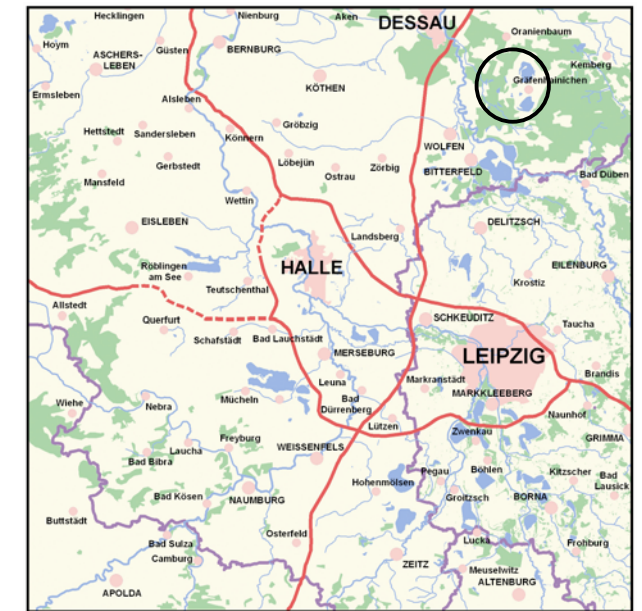 Hecklingen
Nienburg
Aken
DESSAU
Oranienbaum
Hoym
ASCHERS-
LEBEN
Güsten
BERNBURG
Kemberg
Gräfenhainichen
Ermsleben
Alsleben
KÖTHEN
Hettstedt
Sandersleben
Könnern
Gröbzig
WOLFEN
Gerbstedt
Löbejün
Ostrau
Zörbig
BITTERFELD
Bad Düben
Mansfeld
Wettin
EISLEBEN
Landsberg
DELITZSCH
Röblingen
am See
HALLE
EILENBURG
Teutschenthal
Krostiz
Allstedt
Querfurt
Schafstädt
Bad Lauchstädt
SCHKEUDITZ
Taucha
MERSEBURG
LEIPZIG
Leuna
Markranstädt
Brandis
Wiehe
Nebra
Mücheln
Bad
Dürrenberg
MARKKLEEBERG
Naunhof
Lützen
Freyburg
Zwenkau
GRIMMA
Laucha
WEISSENFELS
Bad Bibra
Pegau
Böhlen
Kitzscher
Bad
Lausick
Hohenmölsen
Bad Kösen
NAUMBURG
Groitzsch
BORNA
Buttstädt
Osterfeld
Bad Sulza
Lucka
Frohburg
Camburg
ZEITZ
Meuselwitz
APOLDA
ALTENBURG